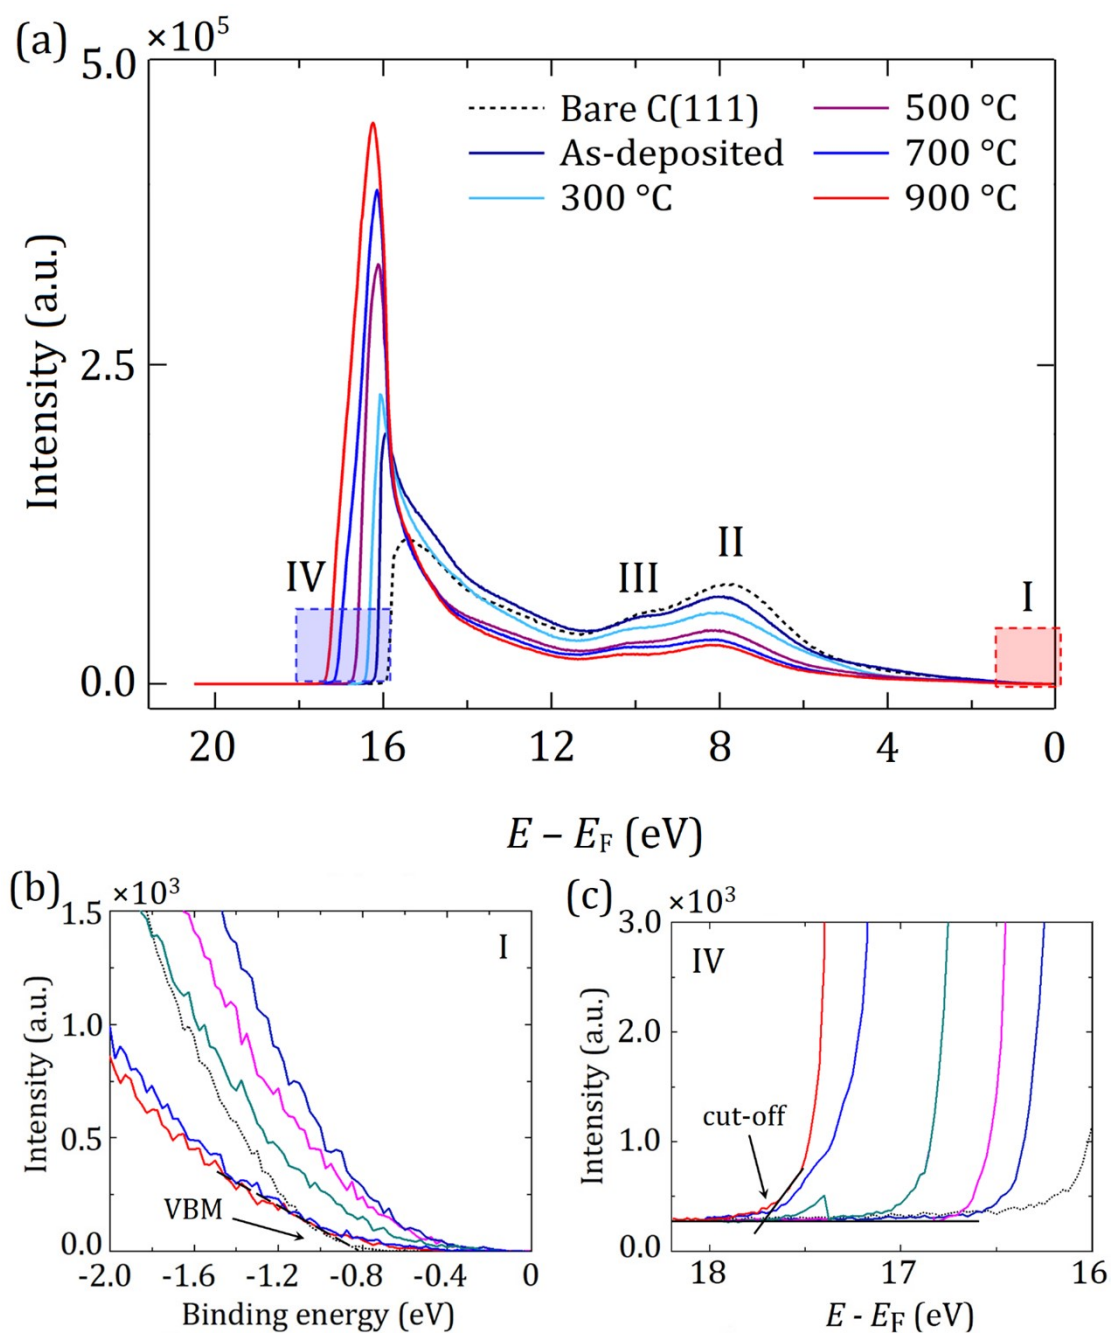 (a)
×10⁵
5.0
2.5
0.0
Intensity (a.u.)
Bare C(111)
As-deposited
300 °C
500 °C
700 °C
900 °C
IV
III
II
I
20 16 12 8 4 0
E – E_F (eV)
(b)
×10³
1.5
1.0
0.5
0.0
Intensity (a.u.)
I
VBM
-2.0 -1.6 -1.2 -0.8 -0.4 0
Binding energy (eV)
(c)
×10³
3.0
2.0
1.0
0.0
Intensity (a.u.)
IV
cut-off
18 17 16
E - E_F (eV)